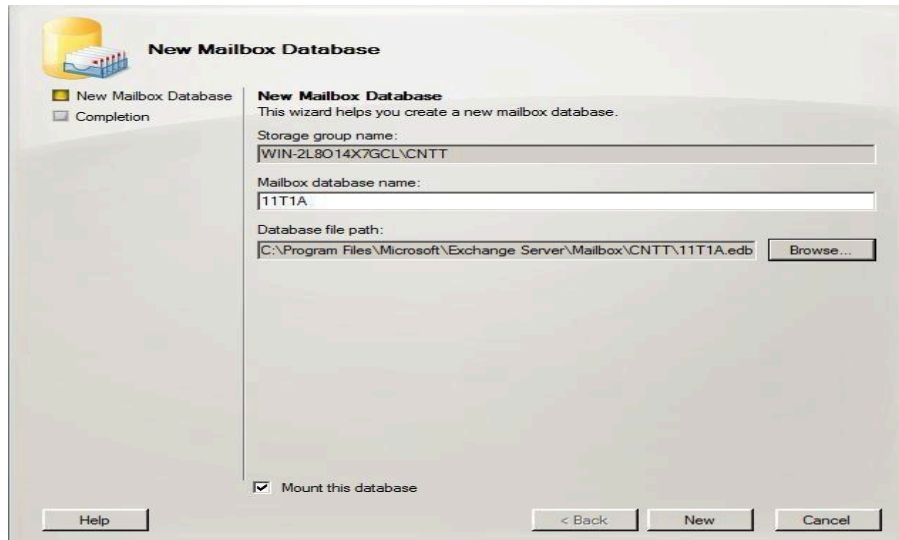 New Mailbox Database
New Mailbox Database
Completion
New Mailbox Database
This wizard helps you create a new mailbox database.
Storage group name:
WIN-2L8O14X7GCL\CNTT
Mailbox database name:
11T1A
Database file path:
C:\Program Files\Microsoft\Exchange Server\Mailbox\CNTT\11T1A.edb
Browse...
Mount this database
Help
< Back
New
Cancel